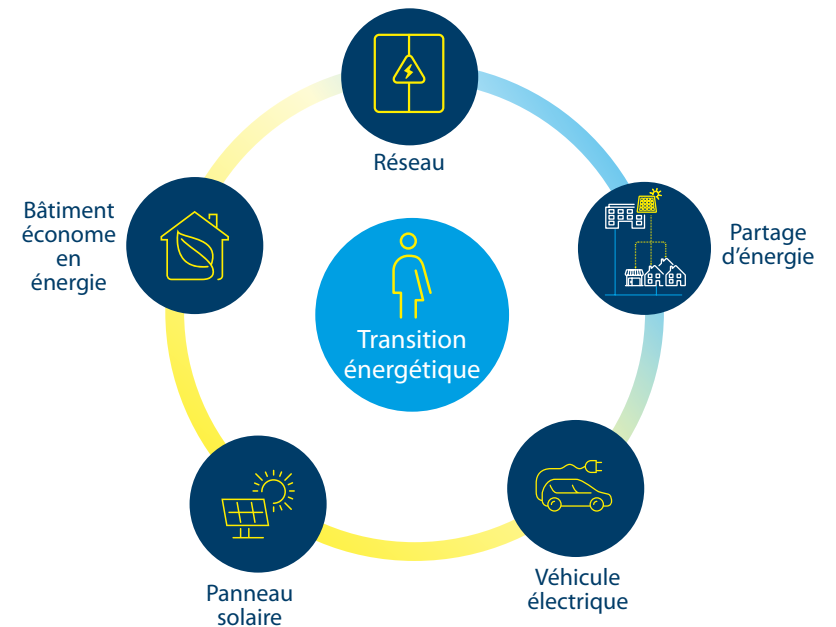 Réseau
Bâtiment
économe
en
énergie
Partage
d'énergie
Transition
énergétique
Panneau
solaire
Véhicule
électrique